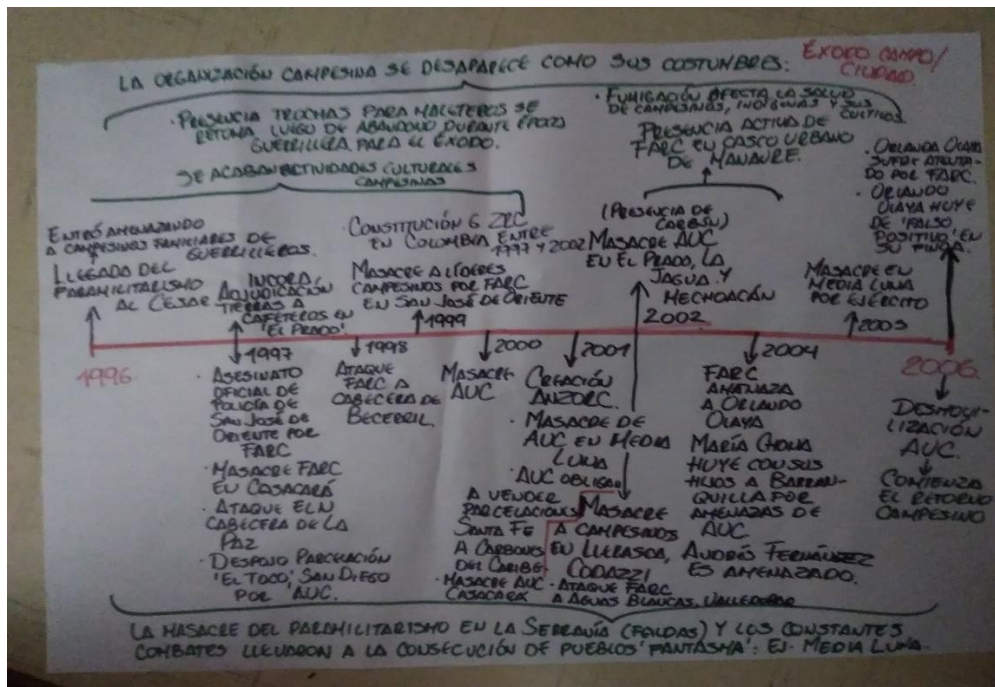 LA ORGANIZACIÓN CAMPESINA SE DESAPARECE COMO SUS COSTUMBRES:
ÉXODO CAMPO/
CIUDAD.
· PRESENCIA TROCHAS PARA MALETEROS SE
RETOMA, LUEGO DE ABANDONO DURANTE ÉPOCA
GUERRILLERA PARA EL ÉXODO.
SE ACABAN ACTIVIDADES CULTURALES
CAMPESINAS
· FUMIGACIÓN AFECTA LA SALUD
DE CAMPESINOS, INDÍGENAS Y SUS
CULTIVOS
PRESENCIA ACTIVA DE
FARC EN CASCO URBANO
DE MANAURE.
· ORLANDO OLAYA
SUFRE ATENTA-
DO POR FARC.
· ORLANDO
OLAYA HUYE
DE 'FALSO
POSITIVO' EN
SU FINCA.
ENTRÓ AMENAZANDO
A CAMPESINOS FAMILIARES DE
GUERRILLEROS.
LLEGADA DEL
PARAMILITARISMO
AL CESAR
INCORA,
ADJUDICACIÓN
TIERRAS A
CAFETEROS EN
'EL PRADO'
CONSTITUCIÓN 6 ZRC
EN COLOMBIA ENTRE
1997 Y 2002
MASACRE A LÍDERES
CAMPESINOS POR FARC
EN SAN JOSÉ DE ORIENTE
1999
(PRESENCIA DE
CARBÓN)
MASACRE AUC
EN EL PRADO, LA
JAGUA Y
MECHOACÁN
2002
MASACRE EN
MEDIA LUNA
POR EJÉRCITO
2005
1996
1997
· ASESINATO
OFICIAL DE
POLICÍA DE
SAN JOSÉ DE
ORIENTE POR
FARC
· MASACRE FARC
EN CASACARÁ
· ATAQUE ELN
CABECERA DE LA
PAZ
· DESPOJO PARCELACIÓN
'EL TOCO', SAN DIEGO
POR AUC.
1998
ATAQUE
FARC A
CABECERA DE
BECERRIL
2000
MASACRE
AUC
2001
CREACIÓN
ANZORC.
· MASACRE DE
AUC EN MEDIA
LUNA
· AUC OBLIGA
A VENDER
PARCELACIONES
SANTA FE
A CARBONES
DEL CARIBE
· MASACRE AUC
CASACARÁ
MASACRE
A CAMPESINOS
EN LLERASCA,
CODAZZI
· ATAQUE FARC
A AGUAS BLANCAS, VALLEDUPAR
2004
FARC
AMENAZA
A ORLANDO
OLAYA
MARÍA CHONA
HUYE CON SUS
HIJOS A BARRAN-
QUILLA POR
AMENAZAS DE
AUC.
ANDRÉS FERNÁNDEZ
ES AMENAZADO.
2006
DESMOVI-
LIZACIÓN
AUC.
COMIENZA
EL RETORNO
CAMPESINO
LA MASACRE DEL PARAMILITARISMO EN LA SERRANÍA (FALDAS) Y LOS CONSTANTES
COMBATES LLEVARON A LA CONSECUCIÓN DE PUEBLOS 'FANTASMA': EJ. MEDIA LUNA.